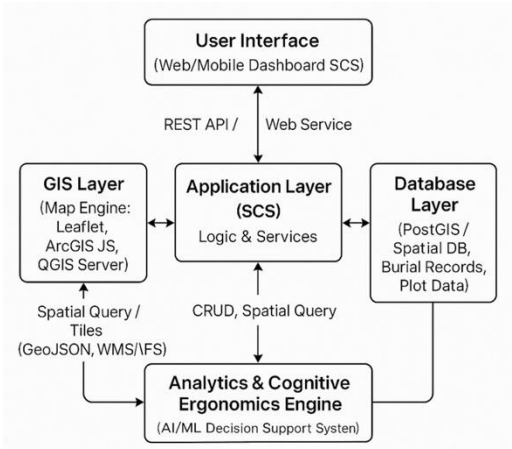 User Interface
(Web/Mobile Dashboard SCS)
REST API /
Web Service
GIS Layer
(Map Engine:
Leaflet,
ArcGIS JS,
QGIS Server)
Application Layer
(SCS)
Logic & Services
Database
Layer
(PostGIS /
Spatial DB,
Burial Records,
Plot Data)
Spatial Query /
Tiles
(GeoJSON, WMS/\FS)
CRUD, Spatial Query
Analytics & Cognitive
Ergonomics Engine
(AI/ML Decision Support Systen)